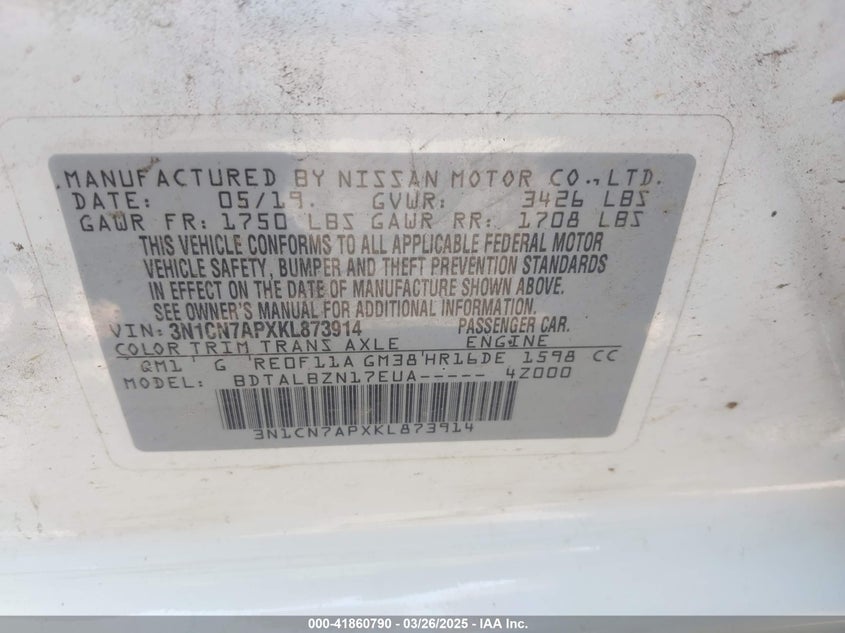 MANUFACTURED BY NISSAN MOTOR CO.,LTD.
DATE: 05/19. GVWR: 3426 LBS
GAWR FR: 1750 LBS GAWR RR: 1708 LBS
THIS VEHICLE CONFORMS TO ALL APPLICABLE FEDERAL MOTOR
VEHICLE SAFETY, BUMPER AND THEFT PREVENTION STANDARDS
IN EFFECT ON THE DATE OF MANUFACTURE SHOWN ABOVE.
SEE OWNER'S MANUAL FOR ADDITIONAL INFORMATION.
VIN: 3N1CN7APXKL873914 PASSENGER CAR.
COLOR TRIM TRANS AXLE ENGINE
QM1 G RE0F11A GM38 HR16DE 1598 CC
MODEL: BDTALBZN17EUA----- 4Z000
3N1CN7APXKL873914
000-41860790 - 03/26/2025 - IAA Inc.